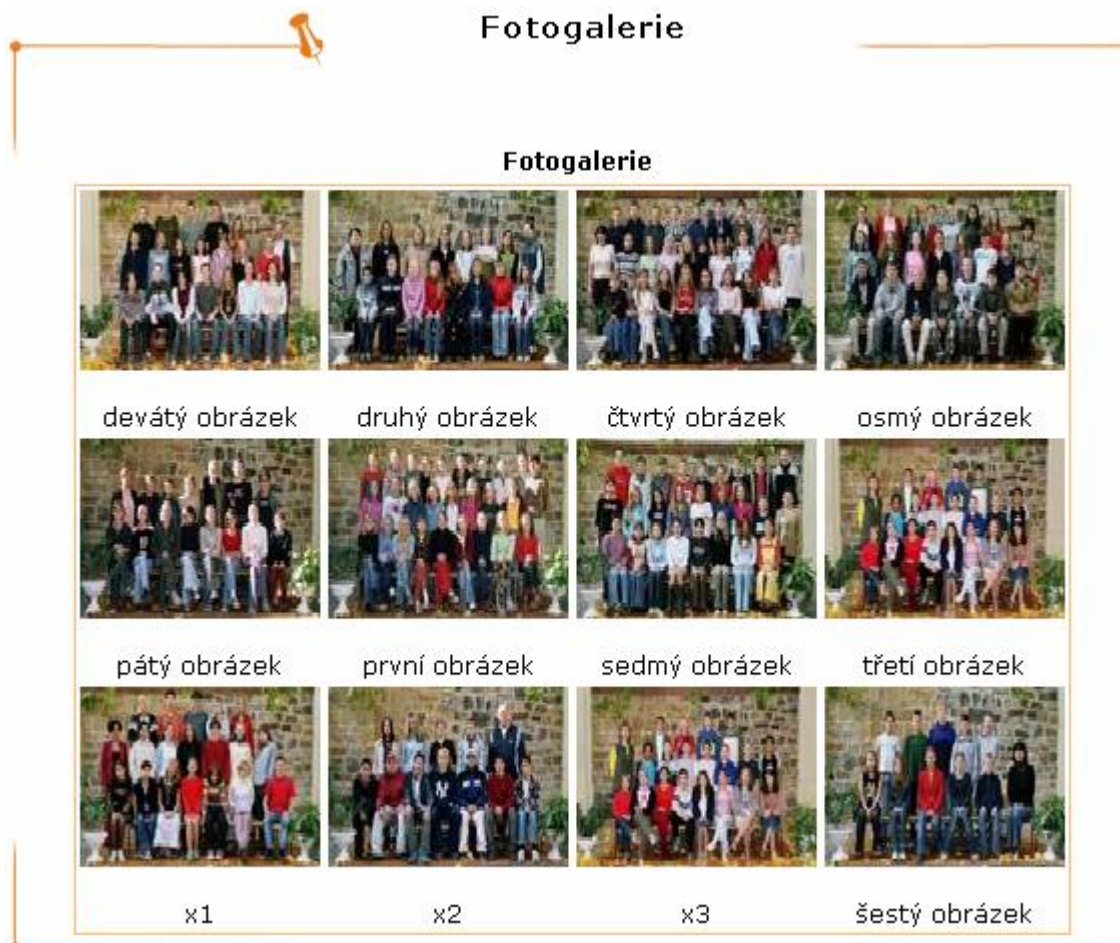 Fotogalerie
Fotogalerie
devátý obrázek druhý obrázek čtvrtý obrázek osmý obrázek
pátý obrázek první obrázek sedmý obrázek třetí obrázek
x1 x2 x3 šestý obrázek